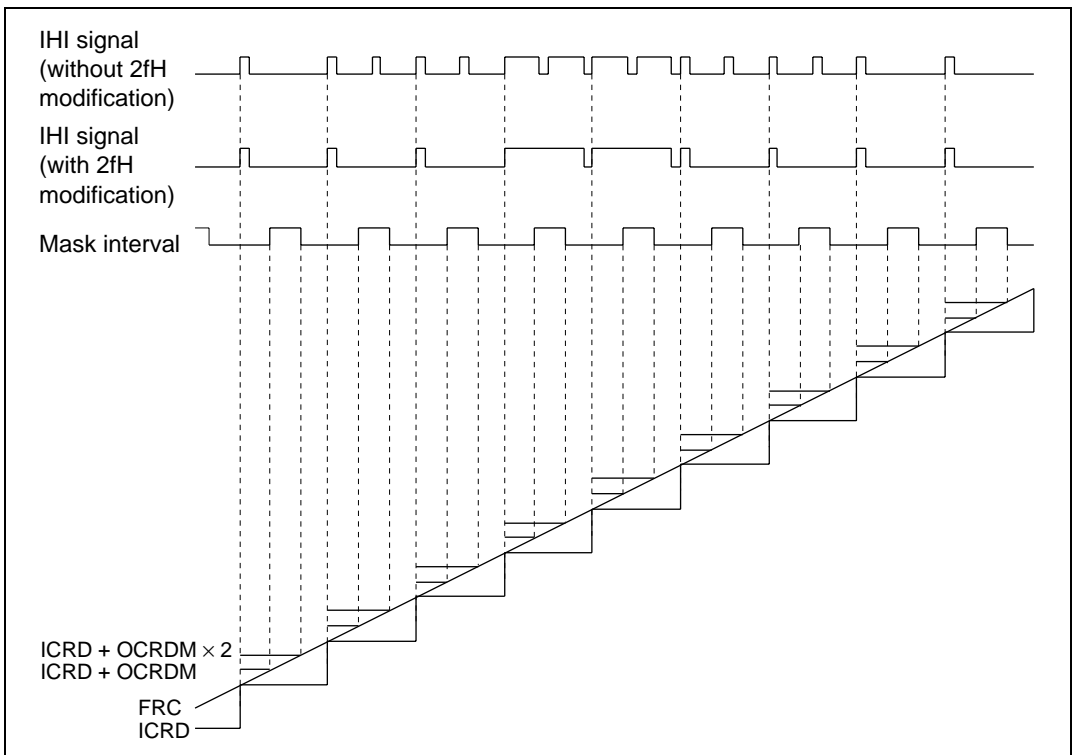 IHI signal
(without 2fH
modification)
IHI signal
(with 2fH
modification)
Mask interval
ICRD + OCRDM × 2
ICRD + OCRDM
FRC
ICRD